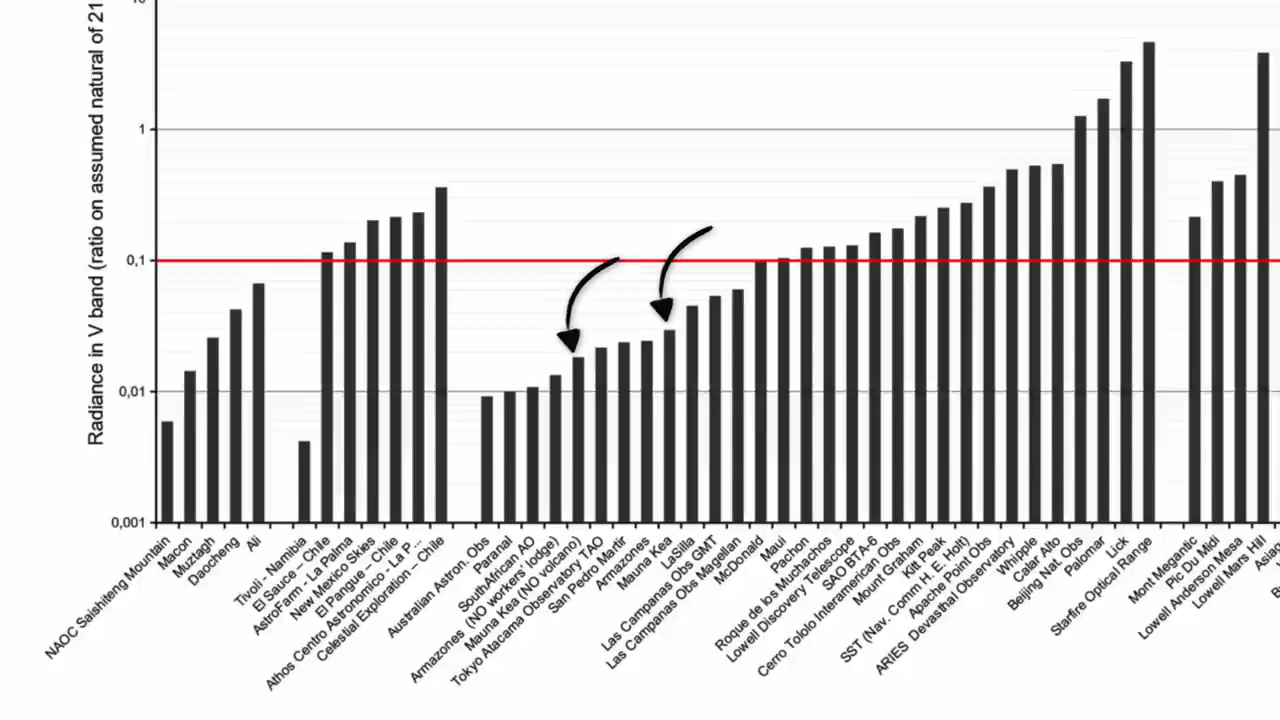 Radiance in V band (ratio on assumed natural of 21
10
1
0,1
0,01
0,001
NAOC Saishiteng Mountain
Macon
Muztagh
Daocheng
Ali
Tivoli - Namibia
El Sauce – Chile
AstroFarm - La Palma
New Mexico Skies
El Pangue – Chile
Athos Centro Astronomico - La P...
Celestial Exploration – Chile
Australian Astron. Obs
Paranal
SouthAfrican AO
Armazones (NO workers' lodge)
Mauna Kea (NO Volcano)
Tokyo Atacama Observatory TAO
San Pedro Martir
Armazones
Mauna Kea
LaSilla
Las Campanas Obs GMT
Las Campanas Obs Magellan
McDonald
Maui
Pachon
Roque de los Muchachos
Lowell Discovery Telescope
SAO BTA-6
Cerro Tololo Interamerican Obs
Mount Graham
Kitt Peak
SST (Nav. Comm H. E. Holt)
Apache Point Obs
ARIES Devasthal Observatory
Whipple
Calar Alto
Beijing Nat. Obs
Palomar
Lick
Starfire Optical Range
Mont Megantic
Pic Du Midi
Lowell Anderson Mesa
Lowell Mars Hill